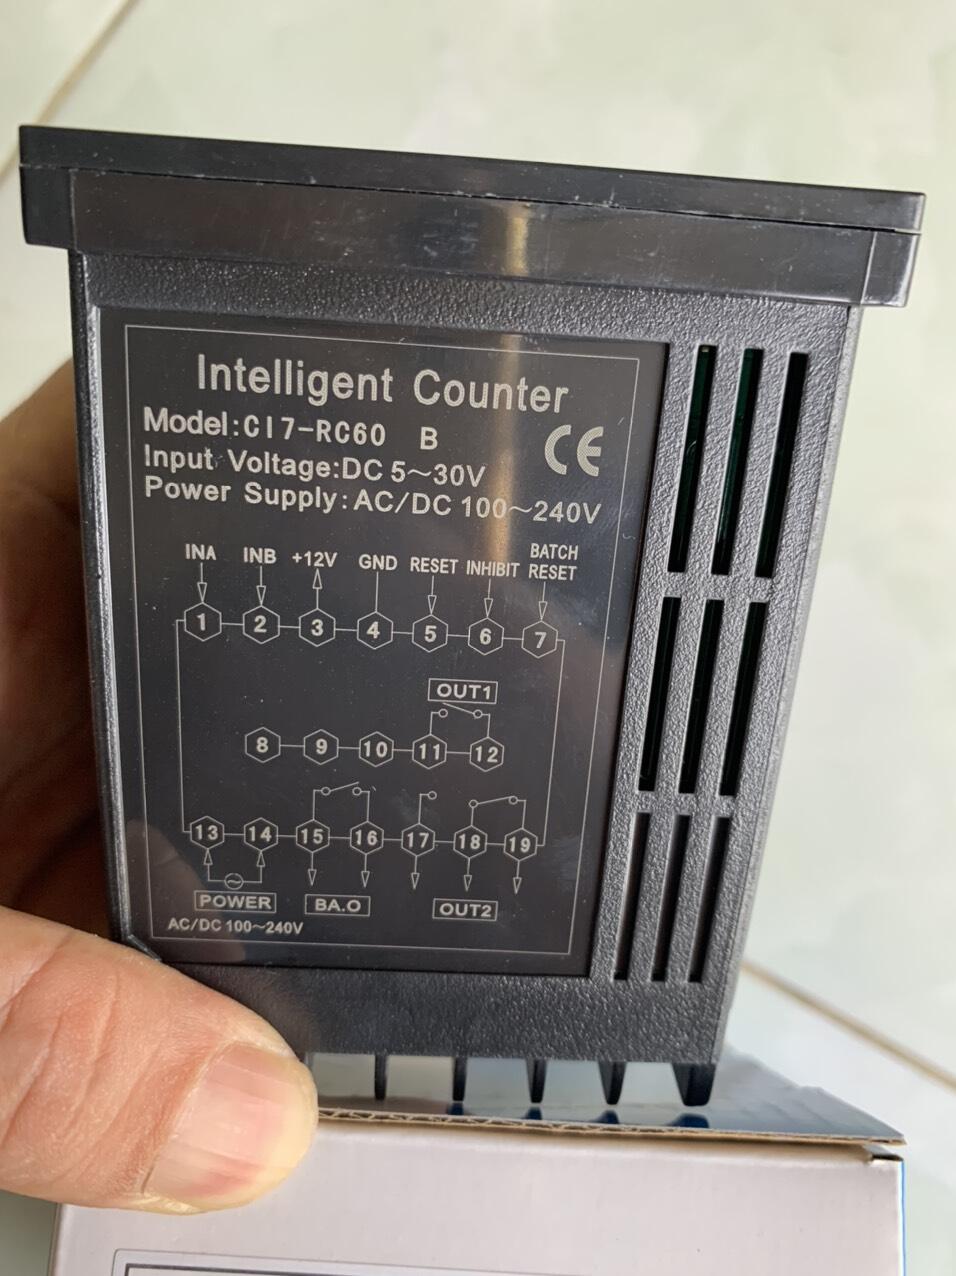 Intelligent Counter
Model:CI7-RC60 B
CE
Input Voltage:DC 5~30V
Power Supply:AC/DC 100~240V
INA INB +12V GND RESET INHIBIT BATCH RESET
1 2 3 4 5 6 7
OUT1
8 9 10 11 12
13 14 15 16 17 18 19
POWER BA.O OUT2
AC/DC 100~240V